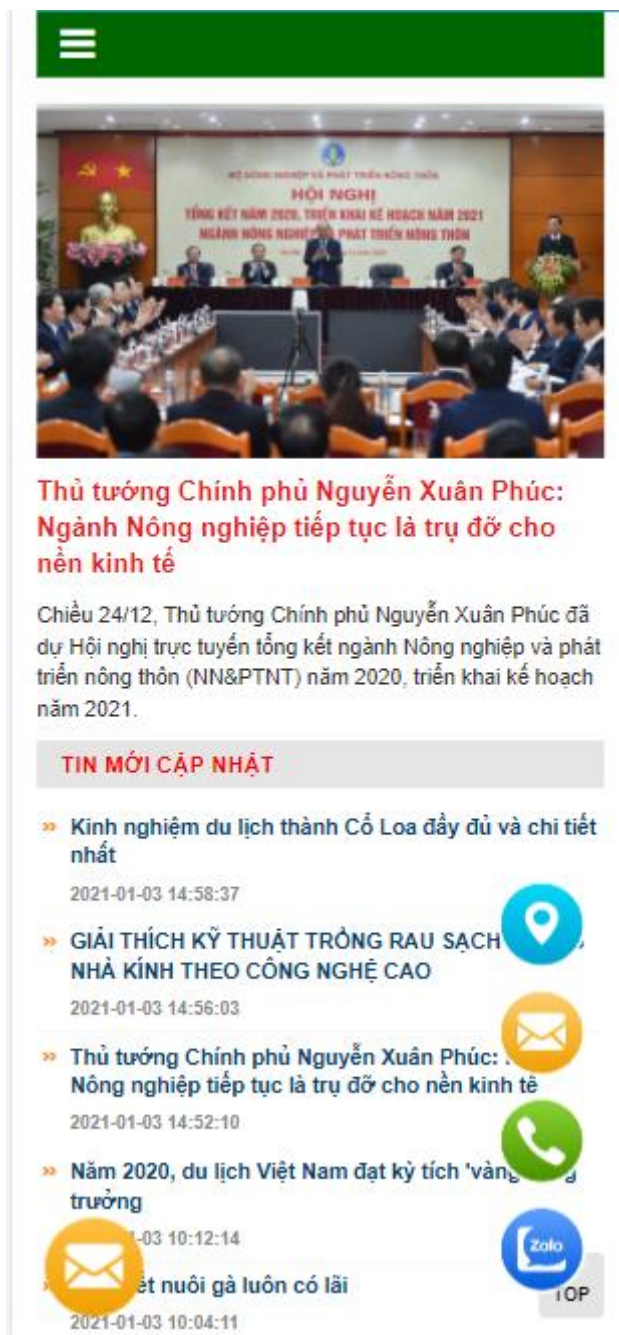 BỘ NÔNG NGHIỆP VÀ PHÁT TRIỂN NÔNG THÔN
HỘI NGHỊ
TỔNG KẾT NĂM 2020, TRIỂN KHAI KẾ HOẠCH NĂM 2021
NGÀNH NÔNG NGHIỆP VÀ PHÁT TRIỂN NÔNG THÔN
Thủ tướng Chính phủ Nguyễn Xuân Phúc:
Ngành Nông nghiệp tiếp tục là trụ đỡ cho
nền kinh tế
Chiều 24/12, Thủ tướng Chính phủ Nguyễn Xuân Phúc đã
dự Hội nghị trực tuyến tổng kết ngành Nông nghiệp và phát
triển nông thôn (NN&PTNT) năm 2020, triển khai kế hoạch
năm 2021.
TIN MỚI CẬP NHẬT
» Kinh nghiệm du lịch thành Cổ Loa đầy đủ và chi tiết
nhất
2021-01-03 14:58:37
» GIẢI THÍCH KỸ THUẬT TRỒNG RAU SẠCH
NHÀ KÍNH THEO CÔNG NGHỆ CAO
2021-01-03 14:56:03
» Thủ tướng Chính phủ Nguyễn Xuân Phúc:
Nông nghiệp tiếp tục là trụ đỡ cho nền kinh tế
2021-01-03 14:52:10
» Năm 2020, du lịch Việt Nam đạt kỳ tích 'vàng
trưởng
-03 10:12:14
Zalo
nuôi gà luôn có lãi
TOP
2021-01-03 10:04:11